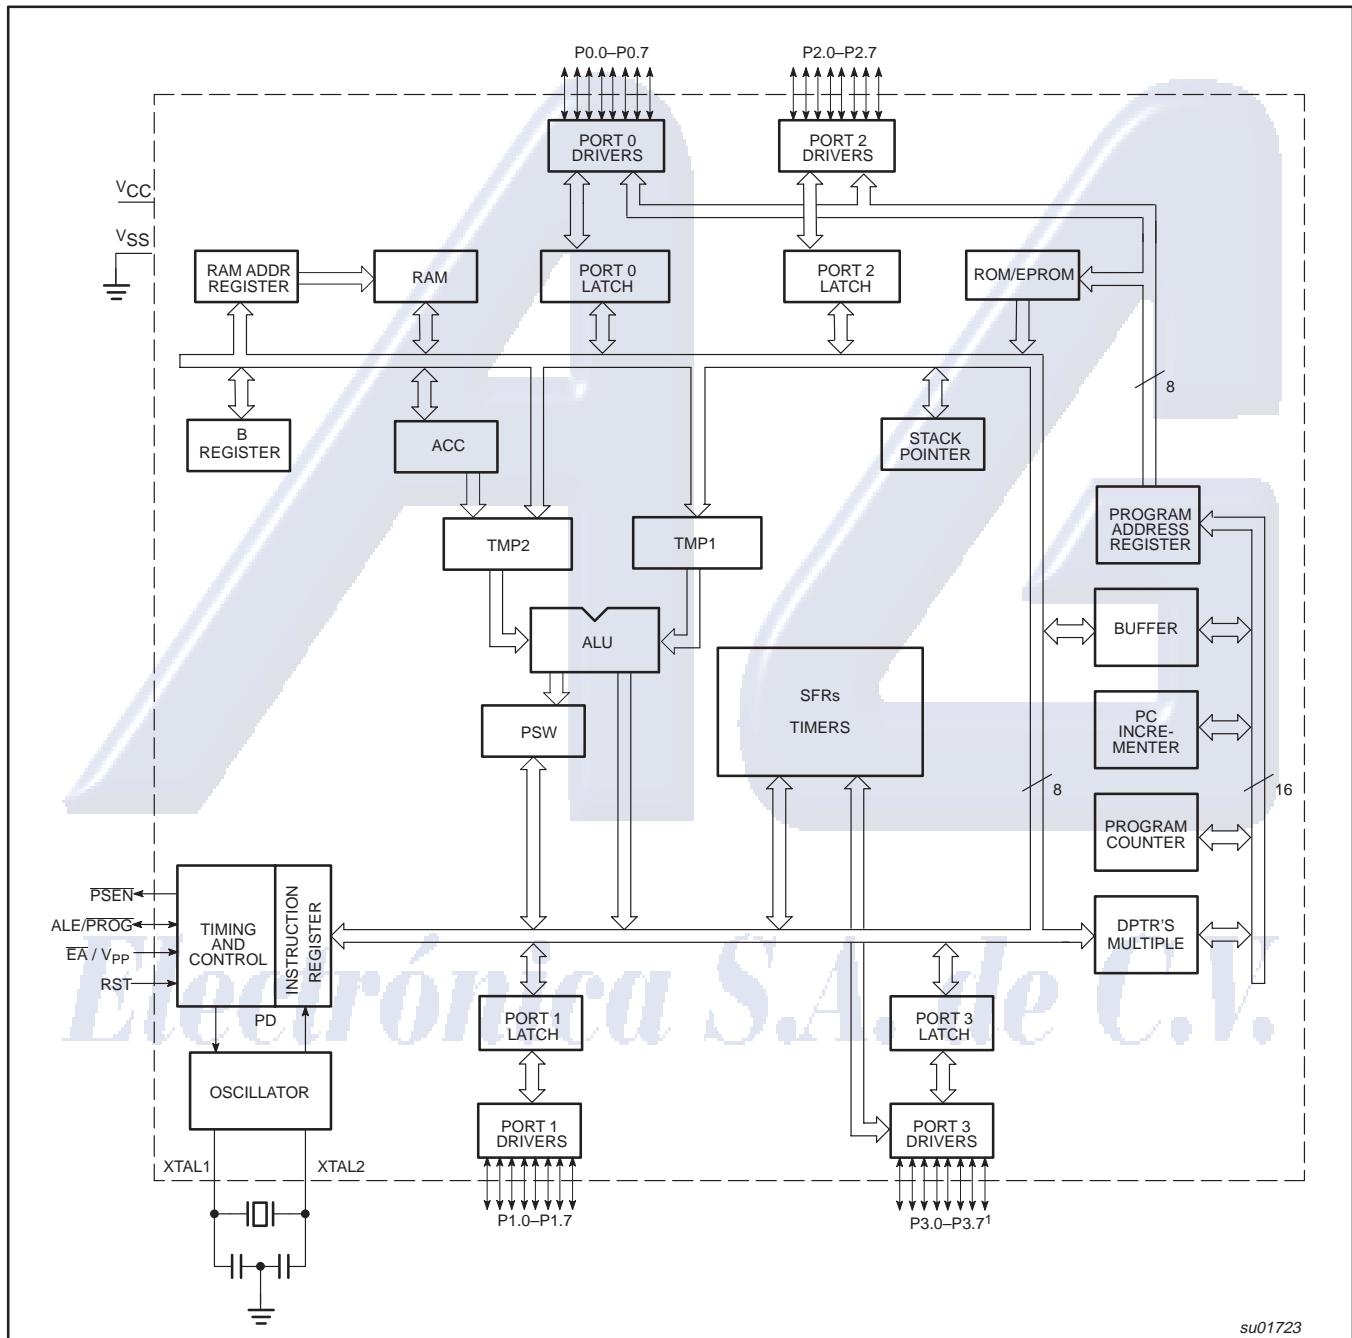 P0.0–P0.7
P2.0–P2.7
PORT 0
DRIVERS
PORT 2
DRIVERS
VCC
VSS
RAM ADDR
REGISTER
RAM
PORT 0
LATCH
PORT 2
LATCH
ROM/EPROM
8
B
REGISTER
ACC
STACK
POINTER
PROGRAM
ADDRESS
REGISTER
TMP2
TMP1
ALU
BUFFER
SFRs
TIMERS
PSW
PC
INCRE-
MENTER
8
16
PROGRAM
COUNTER
PSEN
ALE/PROG
EA / VPP
RST
TIMING
AND
CONTROL
INSTRUCTION
REGISTER
DPTR'S
MULTIPLE
PD
PORT 1
LATCH
PORT 3
LATCH
OSCILLATOR
PORT 1
DRIVERS
PORT 3
DRIVERS
XTAL1
XTAL2
P1.0–P1.7
P3.0–P3.7¹
su01723
AG
Electrónica S.A. de C.V.